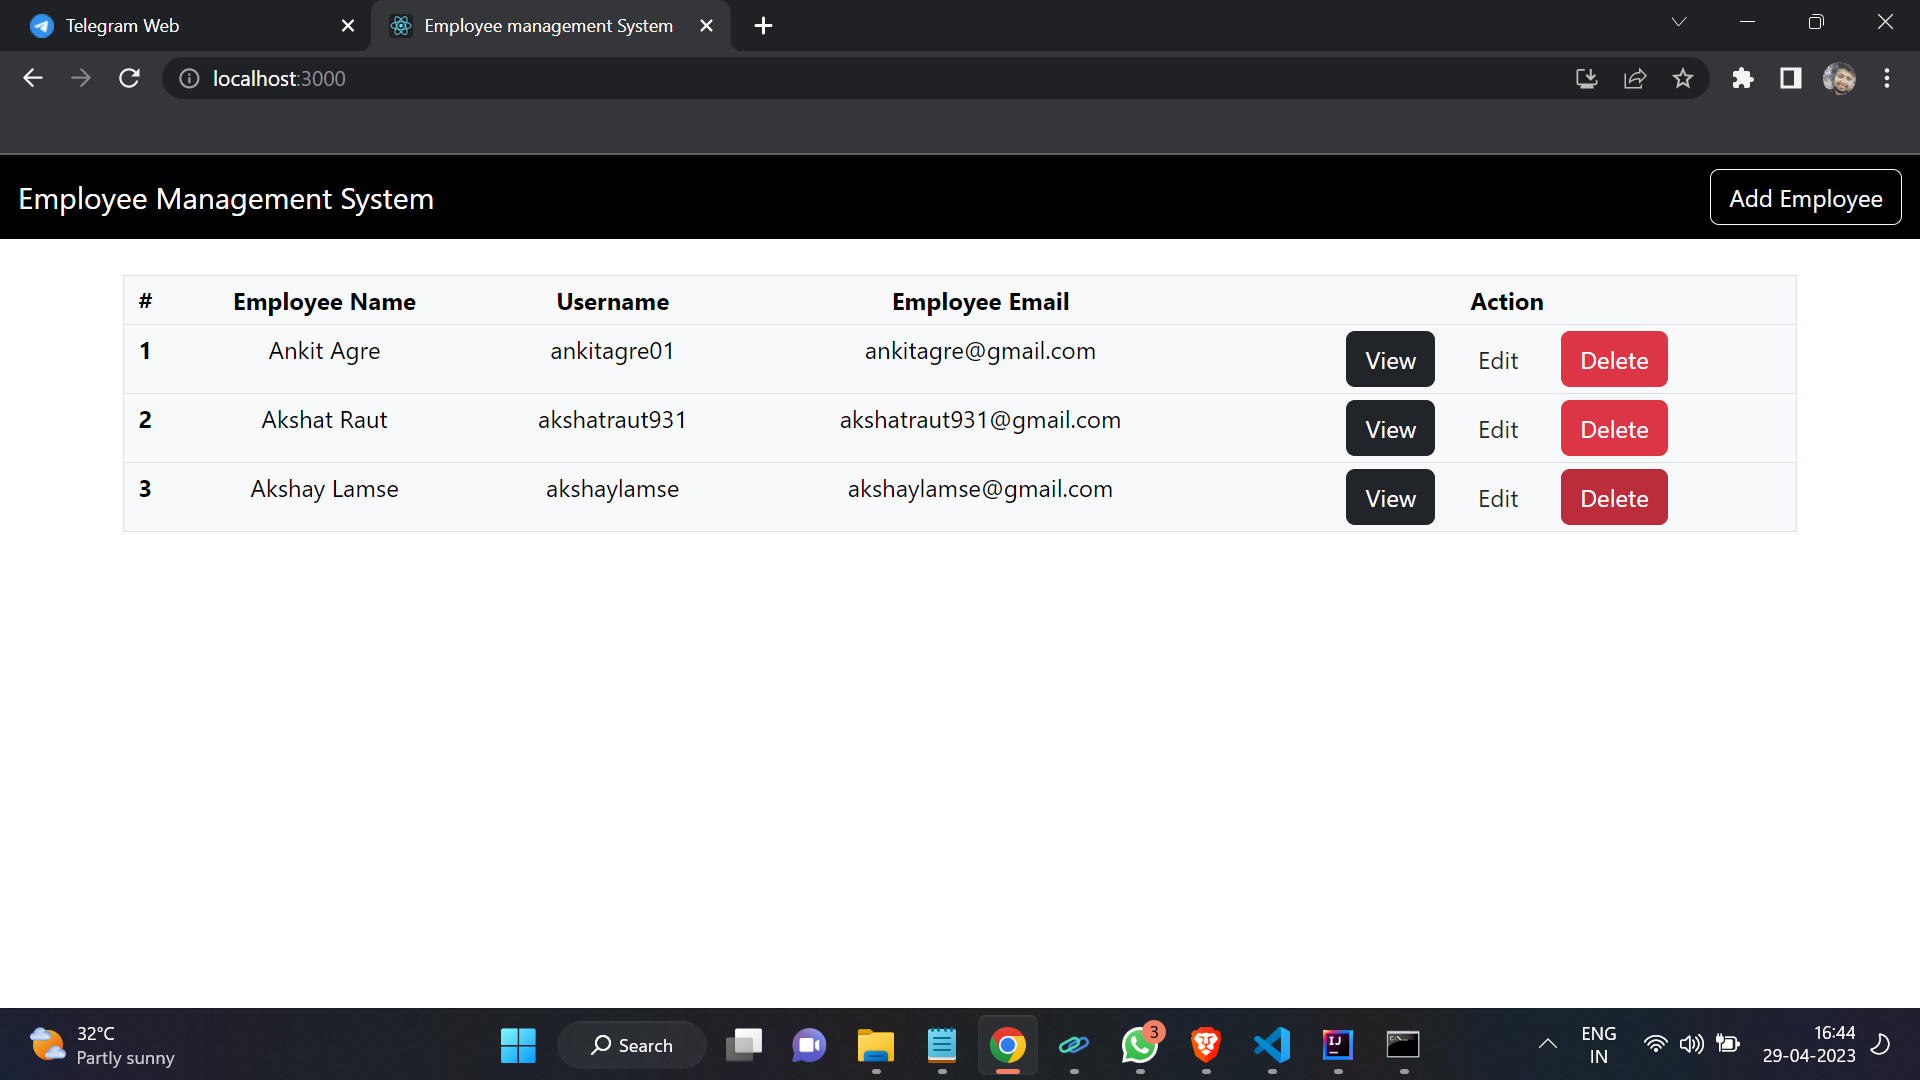 Telegram Web
Employee management System
localhost:3000
Employee Management System
Add Employee
# Employee Name Username Employee Email Action
1 Ankit Agre ankitagre01 ankitagre@gmail.com View Edit Delete
2 Akshat Raut akshatraut931 akshatraut931@gmail.com View Edit Delete
3 Akshay Lamse akshaylamse akshaylamse@gmail.com View Edit Delete
32°C
Partly sunny
Search
3
IJ
ENG
IN
16:44
29-04-2023